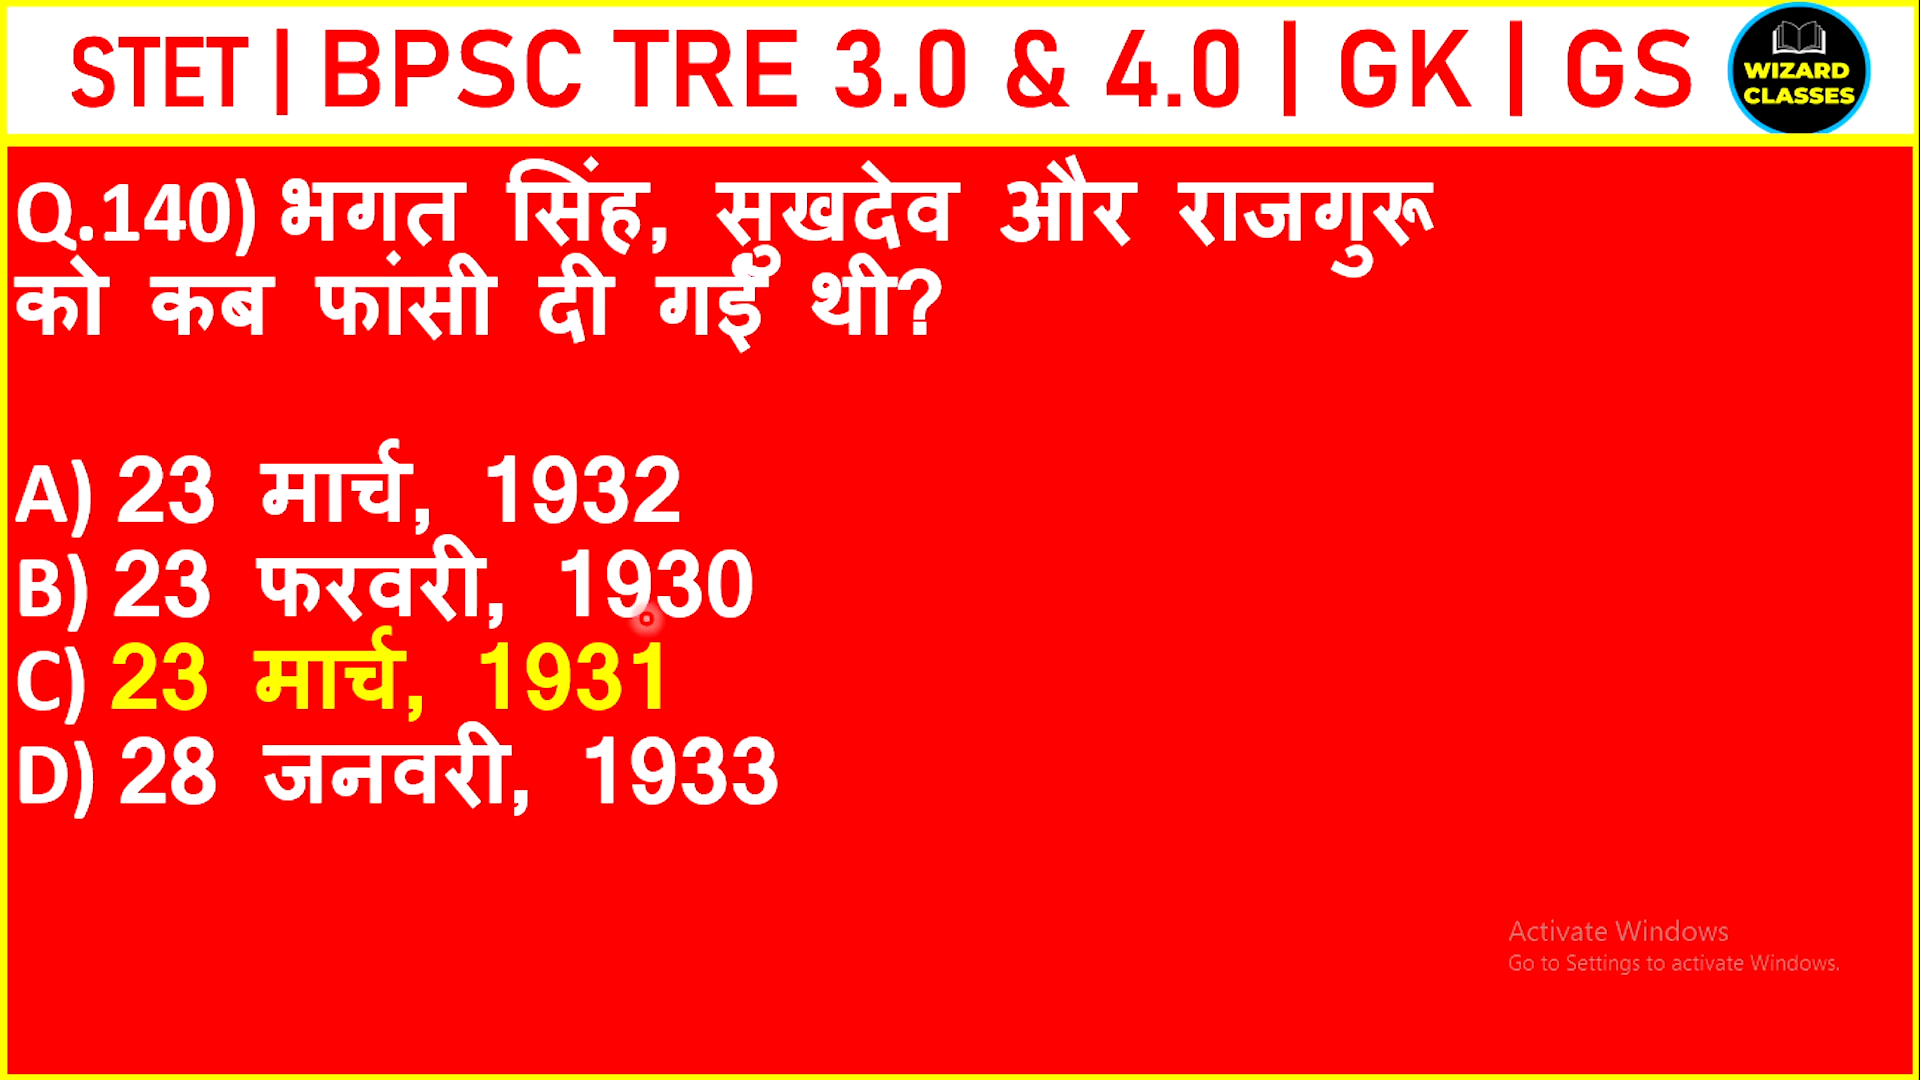 STET | BPSC TRE 3.0 & 4.0 | GK | GS
WIZARD
CLASSES
Q.140) भगत सिंह, सुखदेव और राजगुरू
को कब फांसी दी गई थी?
A) 23 मार्च, 1932
B) 23 फरवरी, 1930
C) 23 मार्च, 1931
D) 28 जनवरी, 1933
Activate Windows
Go to Settings to activate Windows.